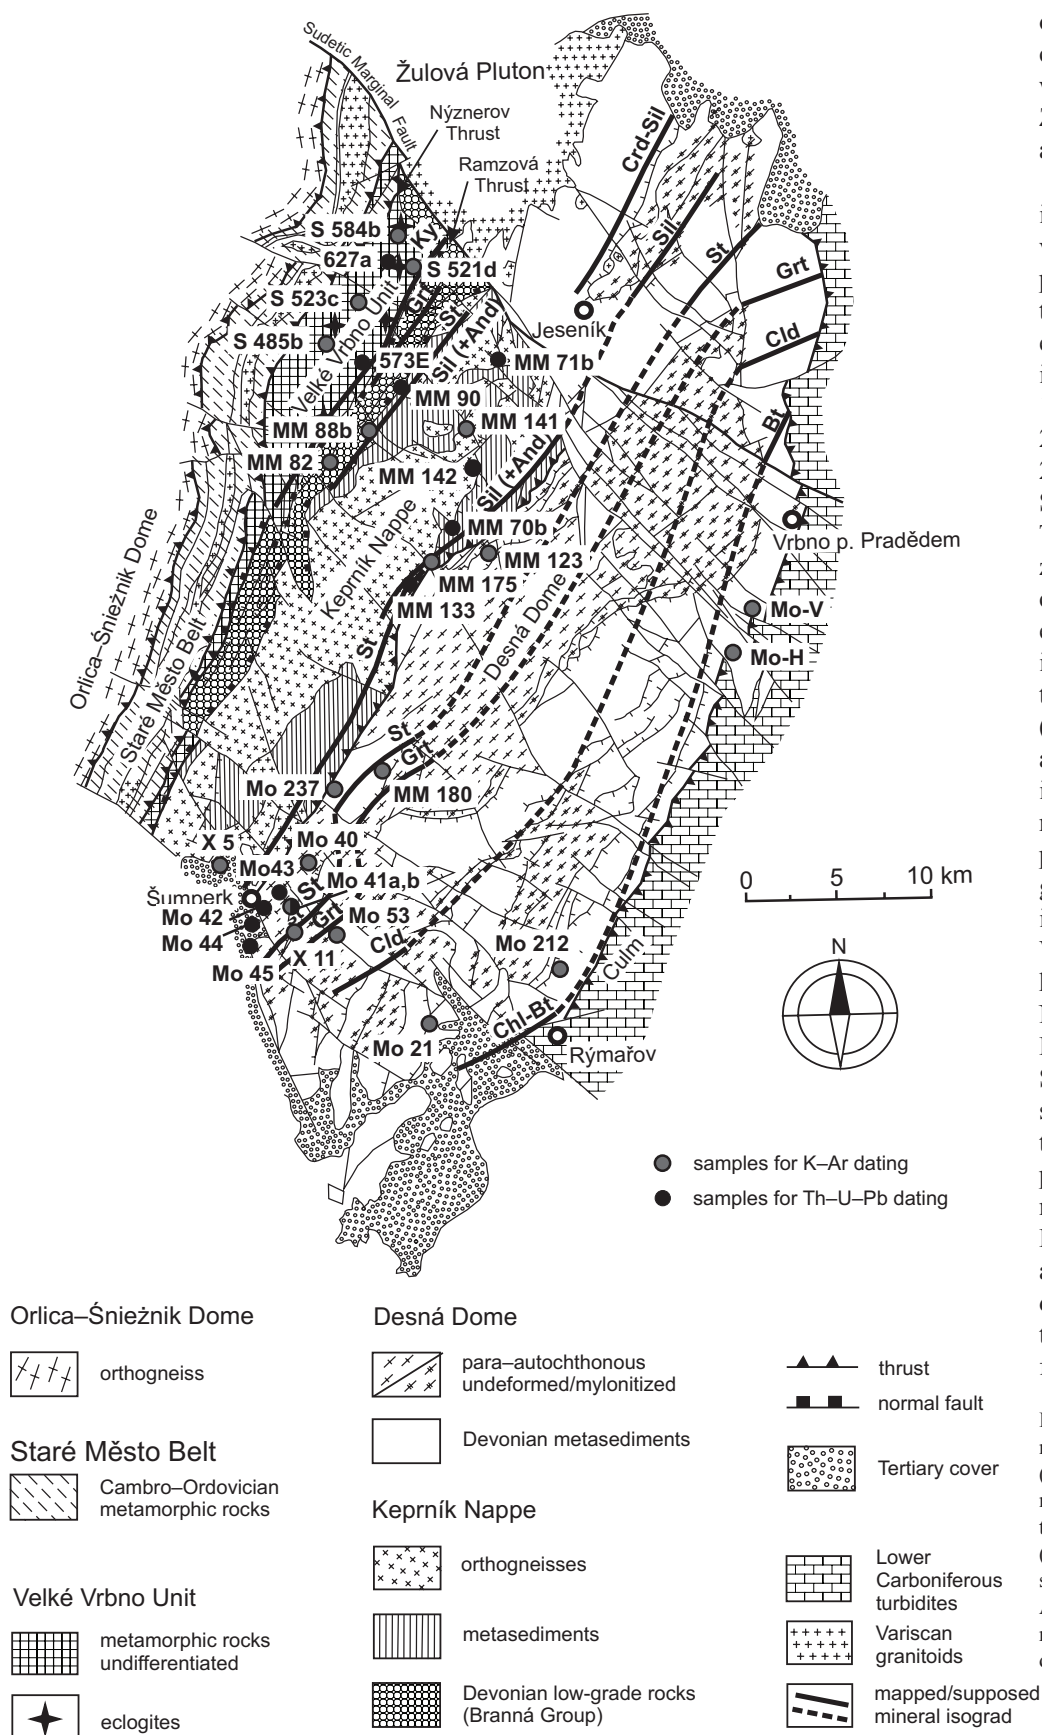 Sudetic Marginal Fault
Žulová Pluton
Nýznerov
Thrust
Ramzová
Thrust
Crd-Sil
S 584b
Ky
Sil
627a
S 521d
St
Grt
S 523c
Grt
St
Jeseník
Cld
S 485b
Velké Vrbno Unit
Sil (+And)
573E
MM 71b
MM 90
Bt
MM 88b
MM 141
MM 82
MM 142
Sil (+And)
Keprník Nappe
MM 70b
Vrbno p. Pradědem
MM 123
MM 175
MM 133
Orlica–Śnieżnik Dome
Staré Město Belt
St
Desná Dome
Mo-V
Mo-H
St
Grt
Mo 237
MM 180
X 5
Mo 40
Mo43
Mo 41a,b
St
Šumperk
St
Grt
Mo 53
Mo 42
Mo 44
Cld
Mo 212
X 11
Mo 45
Culm
Chl-Bt
Mo 21
Rýmařov
0 5 10 km
N
samples for K–Ar dating
samples for Th–U–Pb dating
Orlica–Śnieżnik Dome
orthogneiss
Staré Město Belt
Cambro–Ordovician
metamorphic rocks
Velké Vrbno Unit
metamorphic rocks
undifferentiated
eclogites
Desná Dome
para–autochthonous
undeformed/mylonitized
Devonian metasediments
Keprník Nappe
orthogneisses
metasediments
Devonian low-grade rocks
(Branná Group)
thrust
normal fault
Tertiary cover
Lower
Carboniferous
turbidites
Variscan
granitoids
mapped/supposed
mineral isograd